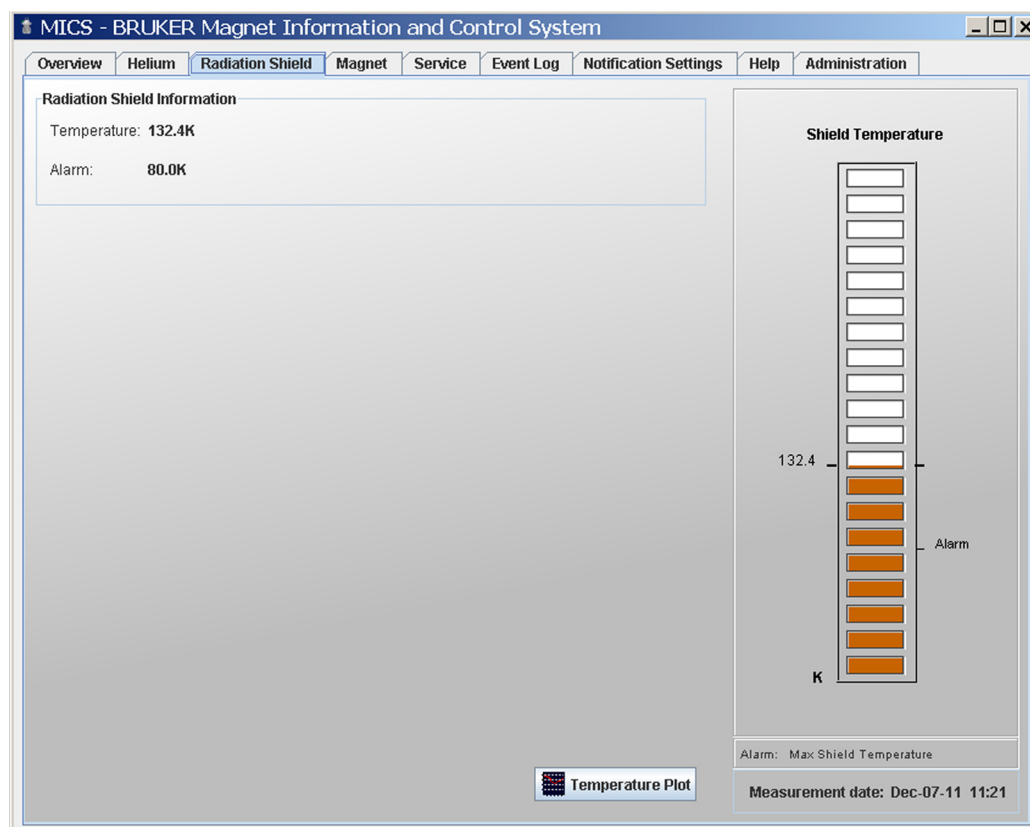 MICS - BRUKER Magnet Information and Control System
Overview Helium Radiation Shield Magnet Service Event Log Notification Settings Help Administration
Radiation Shield Information
Temperature: 132.4K
Alarm: 80.0K
Shield Temperature
132.4
Alarm
K
Alarm: Max Shield Temperature
Temperature Plot
Measurement date: Dec-07-11 11:21